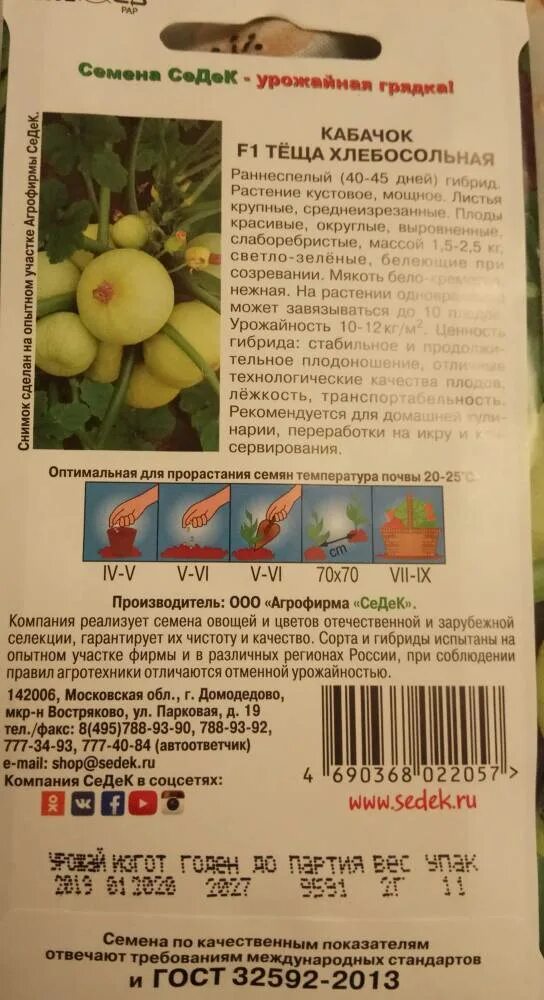 РАР
Семена СеДеК - урожайная грядка!
Снимок сделан на опытном участке Агрофирмы СеДеК.
КАБАЧОК
F1 ТЁЩА ХЛЕБОСОЛЬНАЯ
Раннеспелый (40-45 дней) гибрид.
Растение кустовое, мощное. Листья
крупные, среднеизрезанные. Плоды
красивые, округлые, выровненные,
слаборебристые, массой 1,5-2,5 кг,
светло-зелёные, белеющие при
созревании. Мякоть бело-кремовая,
нежная. На растении одновременно
может завязываться до 10 плодов.
Урожайность 10-12 кг/м². Ценность
гибрида: стабильное и продолжи-
тельное плодоношение, отличные
технологические качества плодов,
лёжкость, транспортабельность.
Рекомендуется для домашней кули-
нарии, переработки на икру и кон-
сервирования.
Оптимальная для прорастания семян температура почвы 20-25°С
cm
IV-V V-VI V-VI 70x70 VII-IX
Производитель: ООО «Агрофирма «СеДеК».
Компания реализует семена овощей и цветов отечественной и зарубежной
селекции, гарантирует их чистоту и качество. Сорта и гибриды испытаны на
опытном участке фирмы и в различных регионах России, при соблюдении
правил агротехники отличаются отменной урожайностью.
142006, Московская обл., г. Домодедово,
мкр-н Востряково, ул. Парковая, д. 19
тел./факс: 8(495)788-93-90, 788-93-92,
777-34-93, 777-40-84 (автоответчик)
e-mail: shop@sedek.ru
Компания СеДеК в соцсетях:
4 690368 022057 >
www.sedek.ru
УРОЖАЙ ИЗГОТ ГОДЕН ДО ПАРТИЯ ВЕС УПАК
2019 012020 2027 9591 2Г 11
Семена по качественным показателям
отвечают требованиям международных стандартов
и ГОСТ 32592-2013